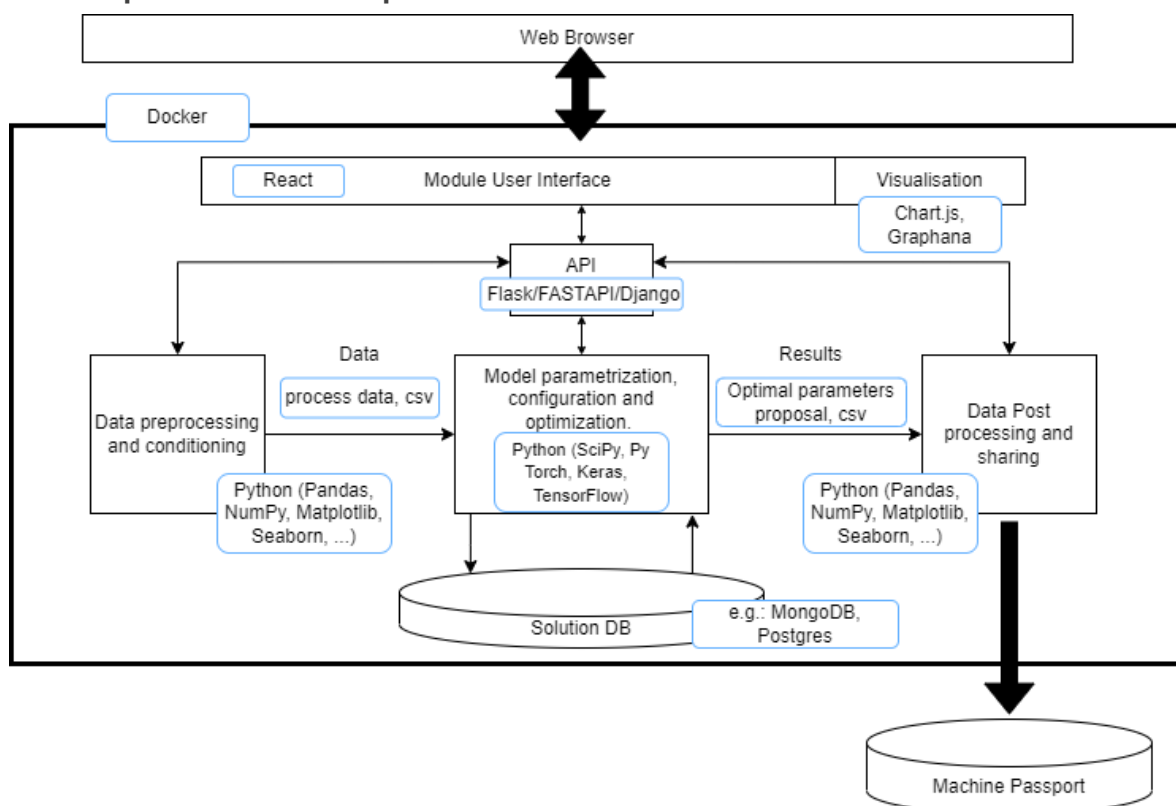 Web Browser
Docker
React
Module User Interface
Visualisation
Chart.js,
Graphana
API
Flask/FASTAPI/Django
Data
process data, csv
Results
Optimal parameters
proposal, csv
Data preprocessing
and conditioning
Python (Pandas,
NumPy, Matplotlib,
Seaborn, ...)
Model parametrization,
configuration and
optimization.
Python (SciPy, Py
Torch, Keras,
TensorFlow)
Data Post
processing and
sharing
Python (Pandas,
NumPy, Matplotlib,
Seaborn, ...)
Solution DB
e.g.: MongoDB,
Postgres
Machine Passport